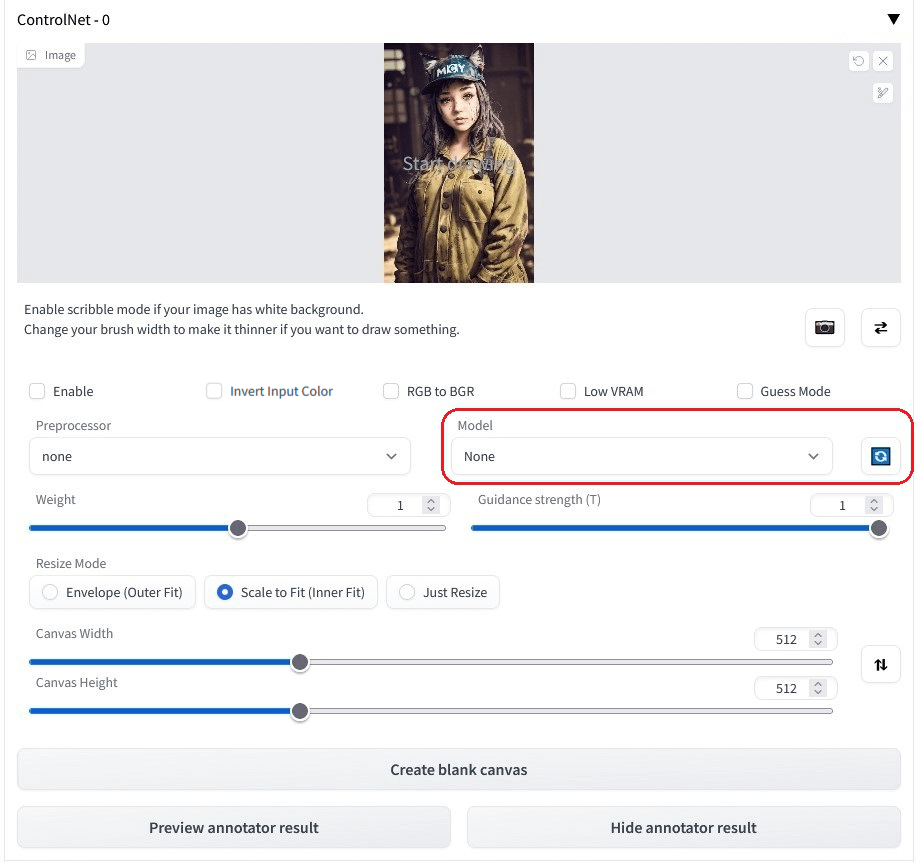 ControlNet - 0
Image
Start drawing
Enable scribble mode if your image has white background.
Change your brush width to make it thinner if you want to draw something.
Enable
Invert Input Color
RGB to BGR
Low VRAM
Guess Mode
Preprocessor
Model
none
None
Weight
1
Guidance strength (T)
1
Resize Mode
Envelope (Outer Fit)
Scale to Fit (Inner Fit)
Just Resize
Canvas Width
512
Canvas Height
512
Create blank canvas
Preview annotator result
Hide annotator result